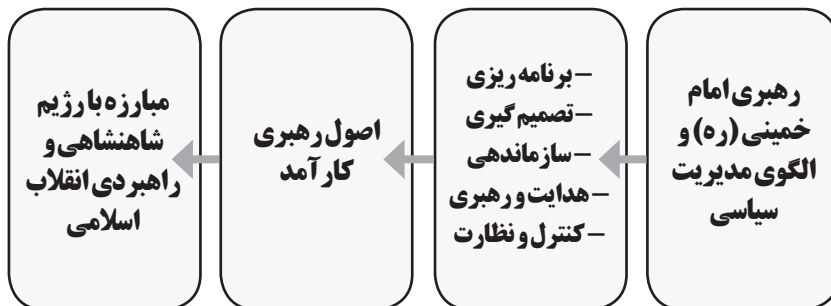 رهبری امام
خمینی (ره) و
الگوی مدیریت
سیاسی
– برنامه ریزی
– تصمیم گیری
– سازماندهی
– هدایت و رهبری
– کنترل و نظارت
اصول رهبری
کارآمد
مبارزه با رژیم
شاهنشاهی و
راهبردی انقلاب
اسلامی